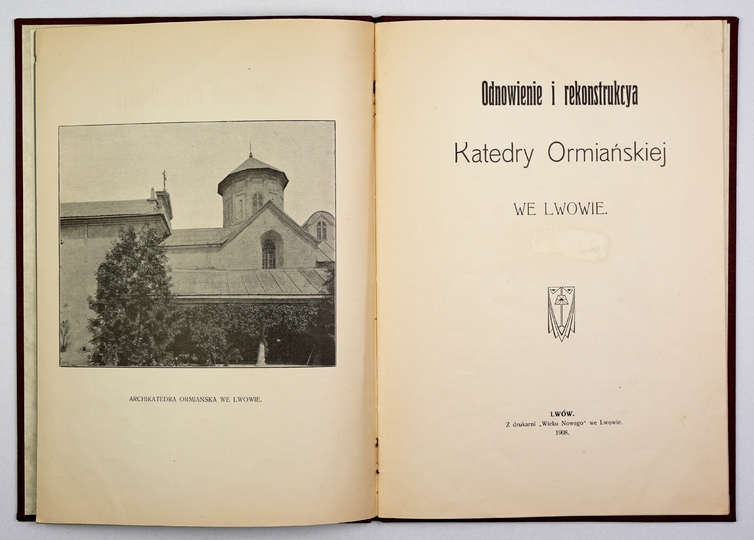 ARCHIKATEDRA ORMIAŃSKA WE LWOWIE.
Odnowienie i rekonstrukcya
Katedry Ormiańskiej
WE LWOWIE.
LWÓW.
Z drukarni „Wieku Nowego“ we Lwowie.
1908.